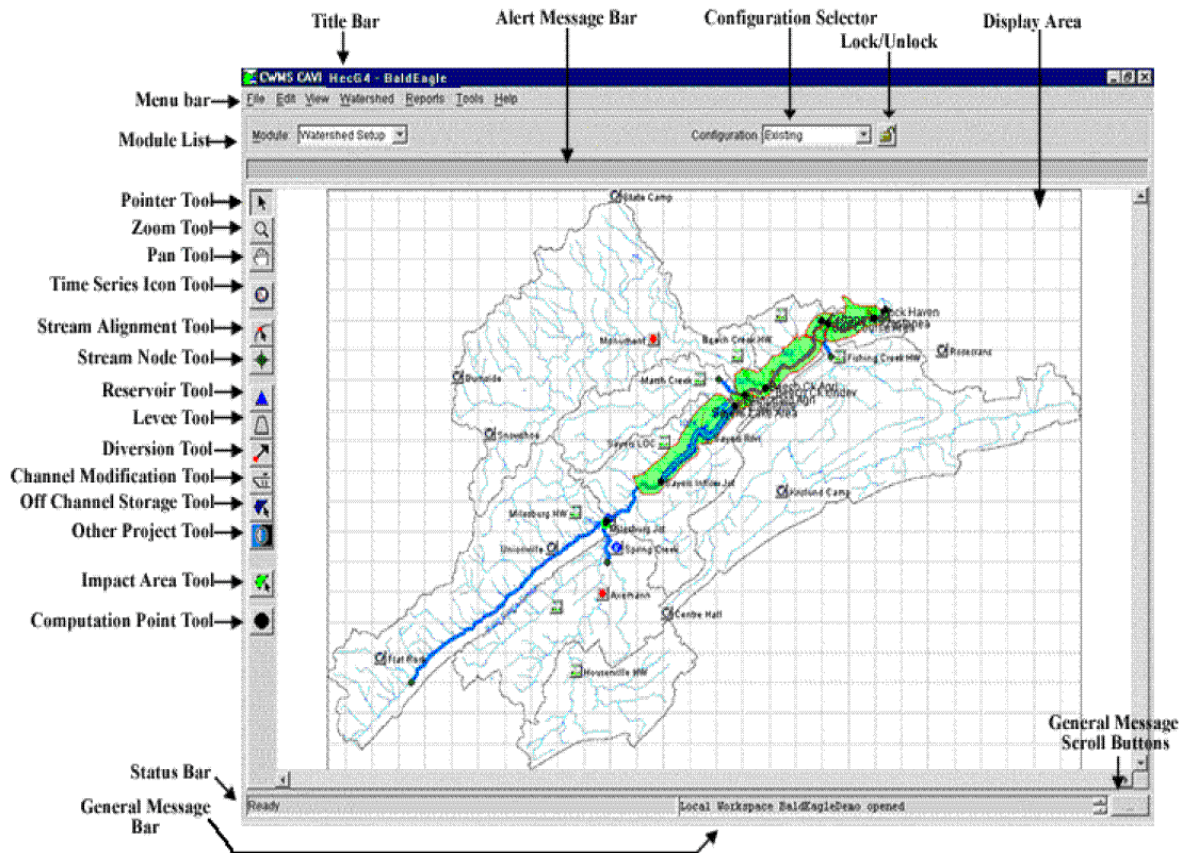 Title Bar
Alert Message Bar
Configuration Selector
Display Area
Lock/Unlock
CWMS CAVI HecG4 - BaldEagle
Menu bar
File Edit View Watershed Reports Tools Help
Module List
Module: Watershed Setup
Configuration Existing
Pointer Tool
Zoom Tool
Pan Tool
Time Series Icon Tool
Stream Alignment Tool
Stream Node Tool
Reservoir Tool
Levee Tool
Diversion Tool
Channel Modification Tool
Off Channel Storage Tool
Other Project Tool
Impact Area Tool
Computation Point Tool
State Camp
Lock Haven
Monument
Beech Creek HW
Fishing Creek HW
Rosecrans
Marsh Creek
Burnside
Snowshoe
Sayers LOC
Sayers Inflow Jct
Milesburg HW
Milesburg Jct
Unionville
Spring Creek
Axemann
Centre Hall
Flat Rock
Houserville HW
General Message
Scroll Buttons
Status Bar
Ready
Local Workspace BaldEagleDemo opened
...
General Message
Bar